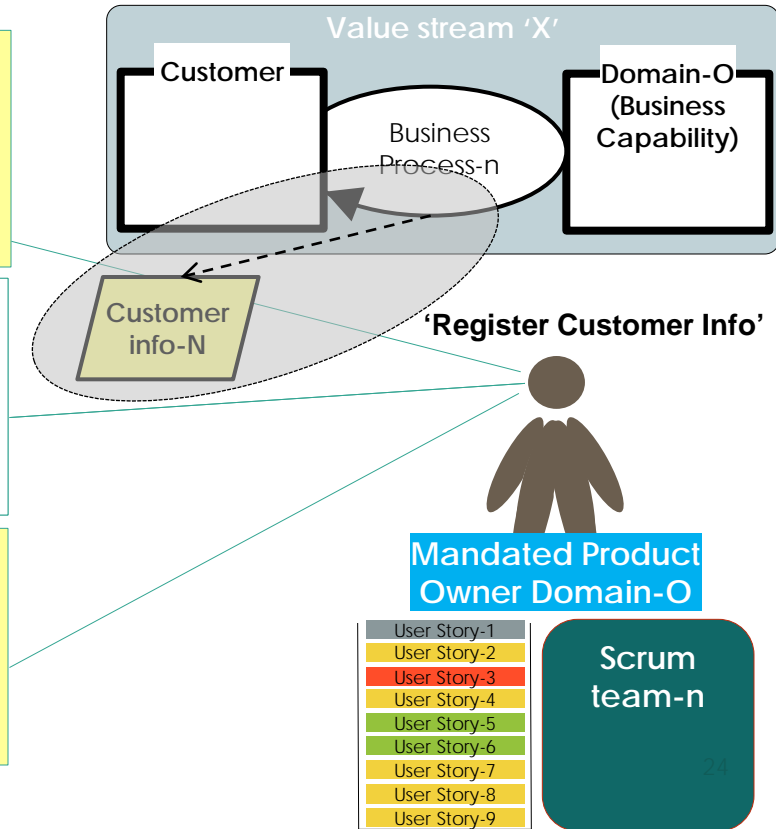 Value stream ‘X’
Customer
Domain-O
(Business
Capability)
Business
Process-n
Customer
info-N
‘Register Customer Info’
Mandated Product
Owner Domain-O
User Story-1
User Story-2
User Story-3
User Story-4
User Story-5
User Story-6
User Story-7
User Story-8
User Story-9
Scrum
team-n
24